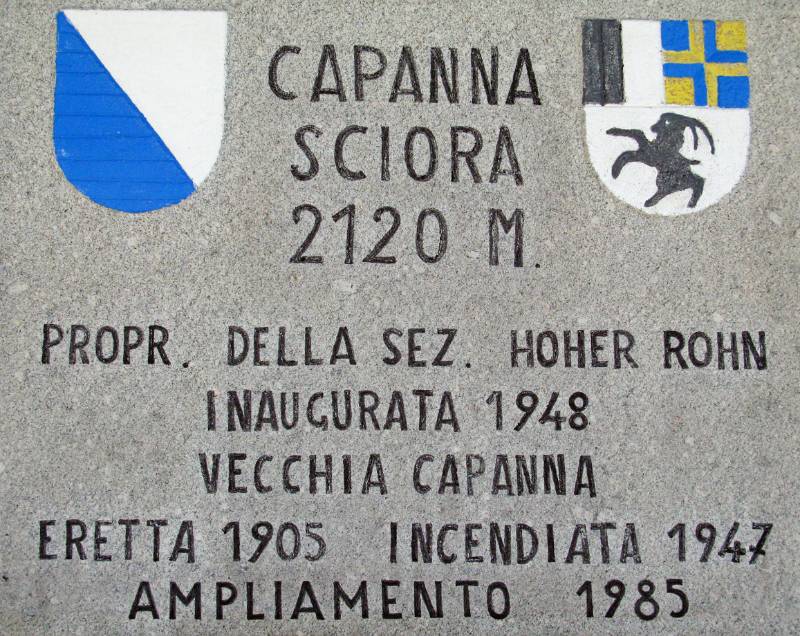 CAPANNA
SCIORA
2120 M.
PROPR. DELLA SEZ. HOHER ROHN
INAUGURATA 1948
VECCHIA CAPANNA
ERETTA 1905 INCENDIATA 1947
AMPLIAMENTO 1985